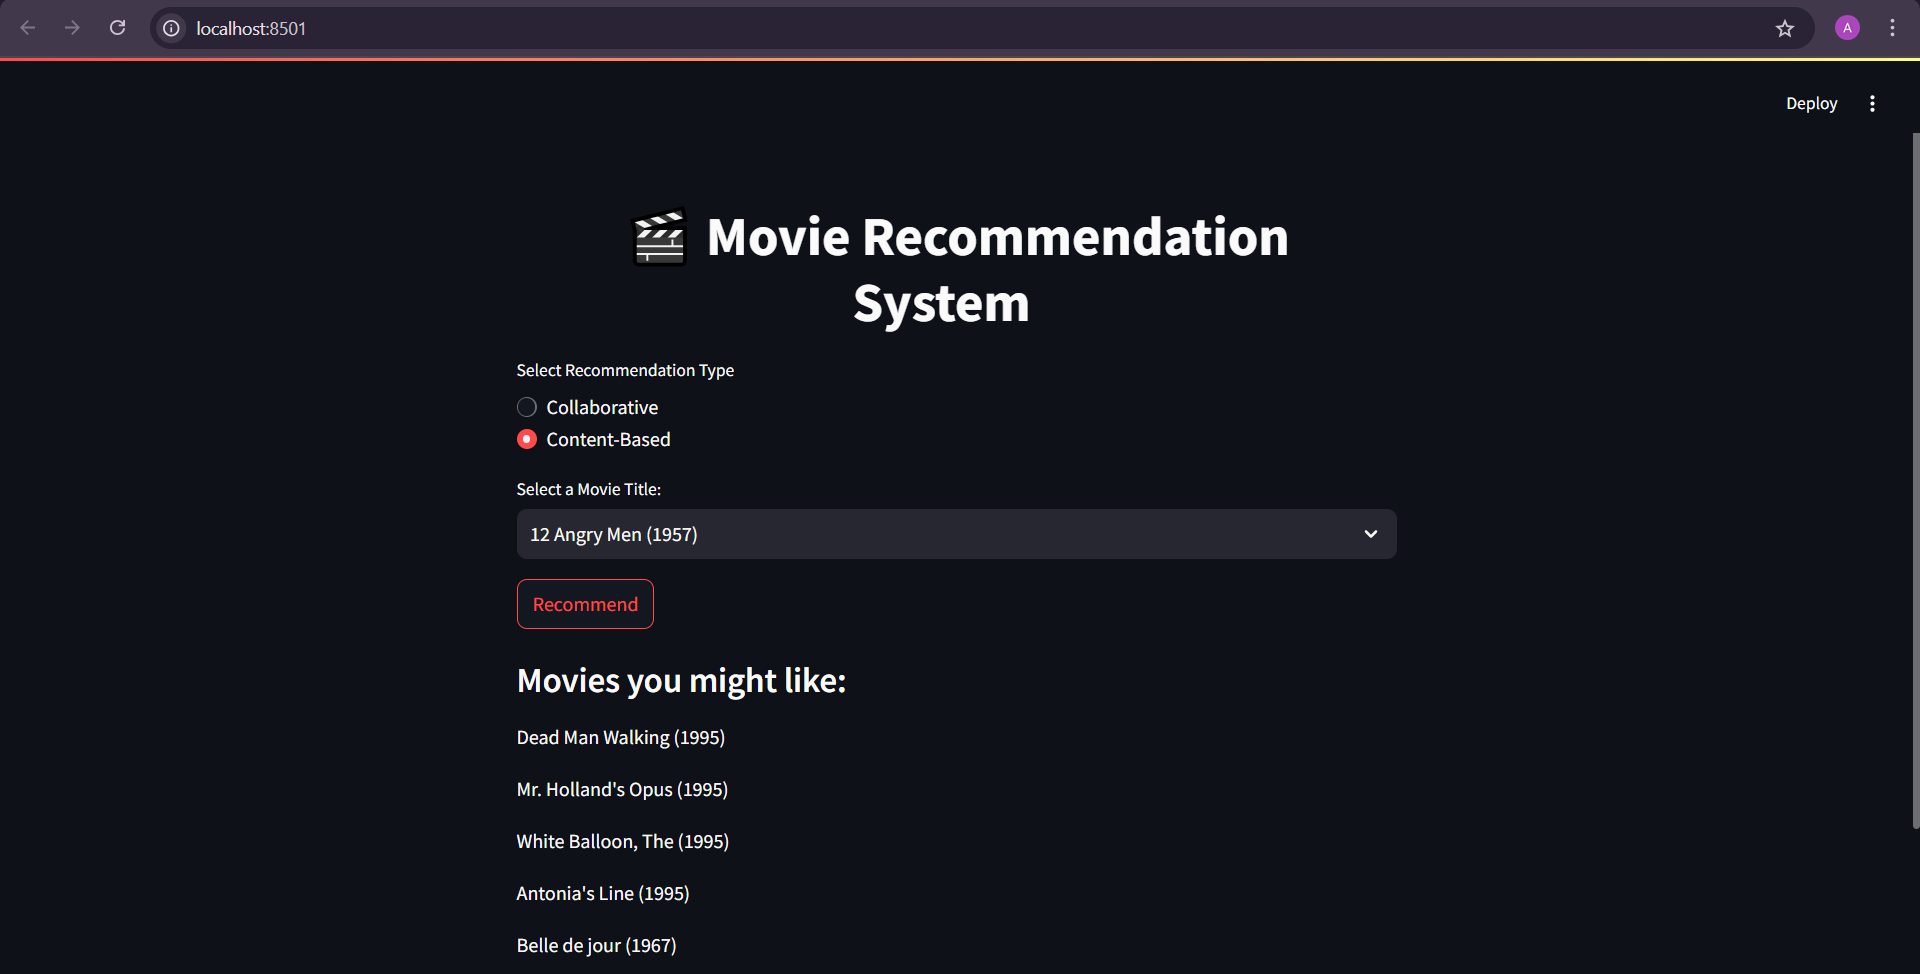 localhost:8501
A
Deploy
Movie Recommendation
System
Select Recommendation Type
Collaborative
Content-Based
Select a Movie Title:
12 Angry Men (1957)
Recommend
Movies you might like:
Dead Man Walking (1995)
Mr. Holland's Opus (1995)
White Balloon, The (1995)
Antonia's Line (1995)
Belle de jour (1967)